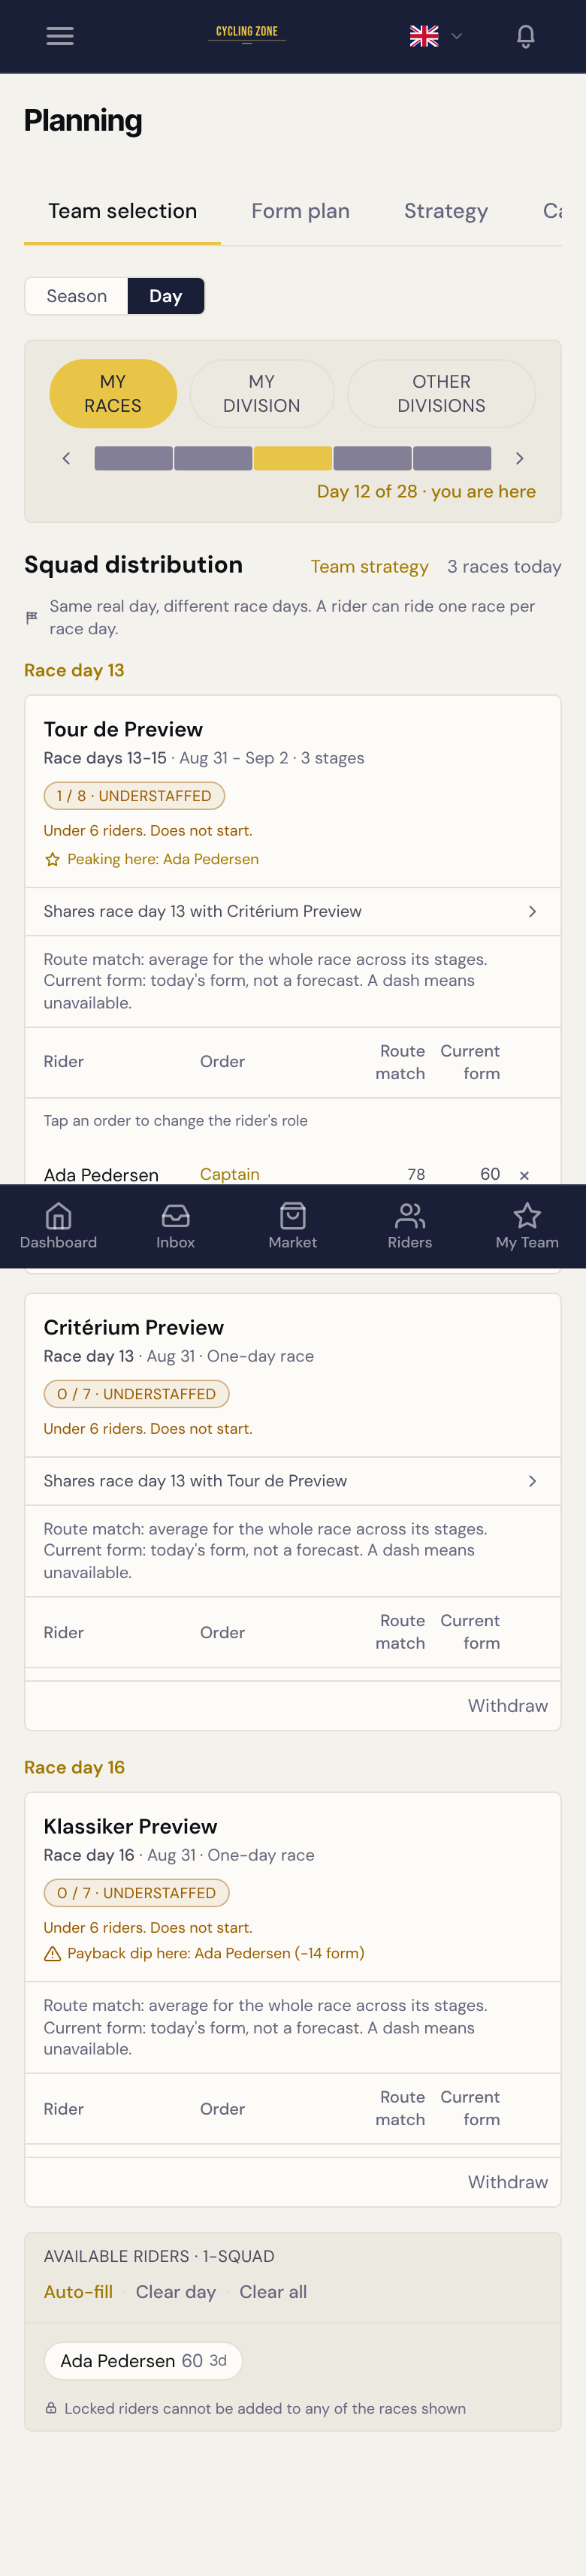 CYCLING ZONE
Planning
Team selection Form plan Strategy Ca
Season Day
MY RACES
MY DIVISION
OTHER DIVISIONS
Day 12 of 28 · you are here
Squad distribution Team strategy 3 races today
Same real day, different race days. A rider can ride one race per
race day.
Race day 13
Tour de Preview
Race days 13-15 · Aug 31 - Sep 2 · 3 stages
1 / 8 · UNDERSTAFFED
Under 6 riders. Does not start.
Peaking here: Ada Pedersen
Shares race day 13 with Critérium Preview
Route match: average for the whole race across its stages.
Current form: today's form, not a forecast. A dash means
unavailable.
Rider Order Route match Current form
Tap an order to change the rider's role
Ada Pedersen Captain 78 60 ×
Dashboard Inbox Market Riders My Team
Critérium Preview
Race day 13 · Aug 31 · One-day race
0 / 7 · UNDERSTAFFED
Under 6 riders. Does not start.
Shares race day 13 with Tour de Preview
Route match: average for the whole race across its stages.
Current form: today's form, not a forecast. A dash means
unavailable.
Rider Order Route match Current form
Withdraw
Race day 16
Klassiker Preview
Race day 16 · Aug 31 · One-day race
0 / 7 · UNDERSTAFFED
Under 6 riders. Does not start.
Payback dip here: Ada Pedersen (-14 form)
Route match: average for the whole race across its stages.
Current form: today's form, not a forecast. A dash means
unavailable.
Rider Order Route match Current form
Withdraw
AVAILABLE RIDERS · 1-SQUAD
Auto-fill · Clear day · Clear all
Ada Pedersen 60 3d
Locked riders cannot be added to any of the races shown